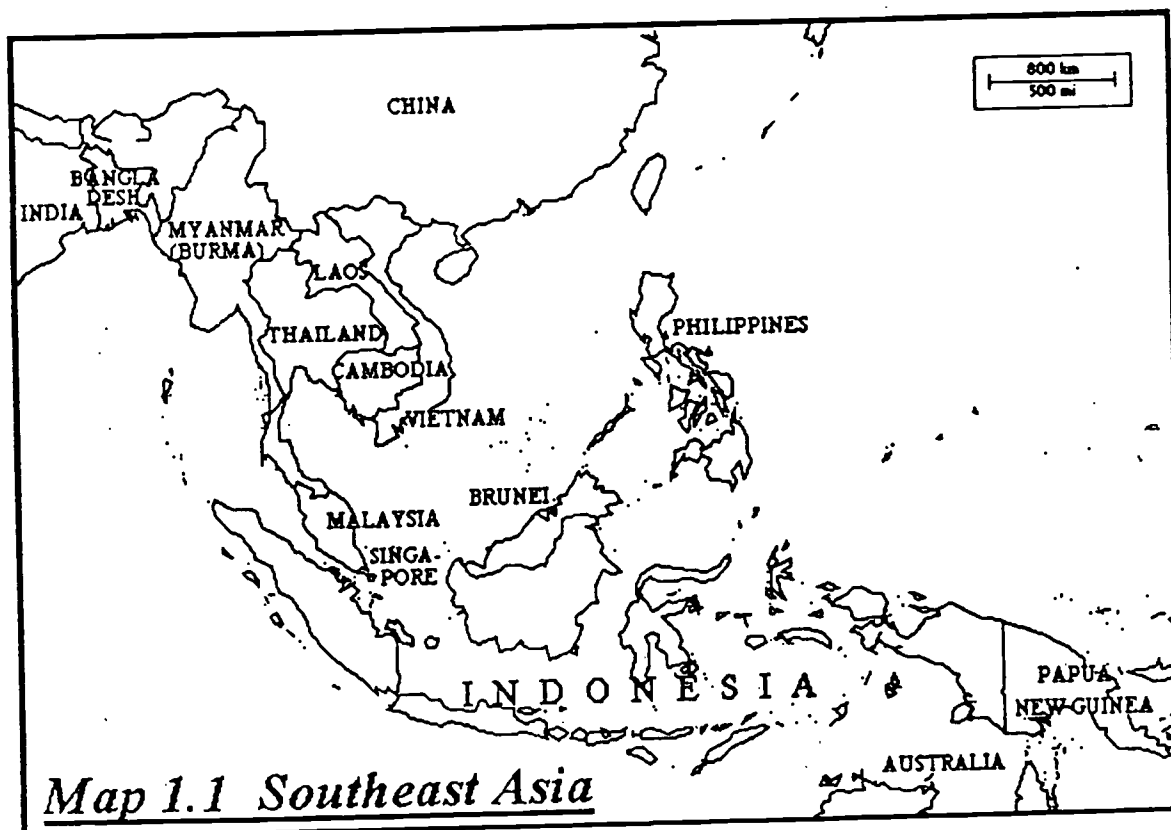 800 km
500 mi
CHINA
BANGLA
DESH
INDIA
MYANMAR
(BURMA)
LAOS
THAILAND
PHILIPPINES
CAMBODIA
VIETNAM
BRUNEI
MALAYSIA
SINGA-
PORE
INDONESIA
PAPUA
NEW GUINEA
AUSTRALIA
Map 1.1 Southeast Asia